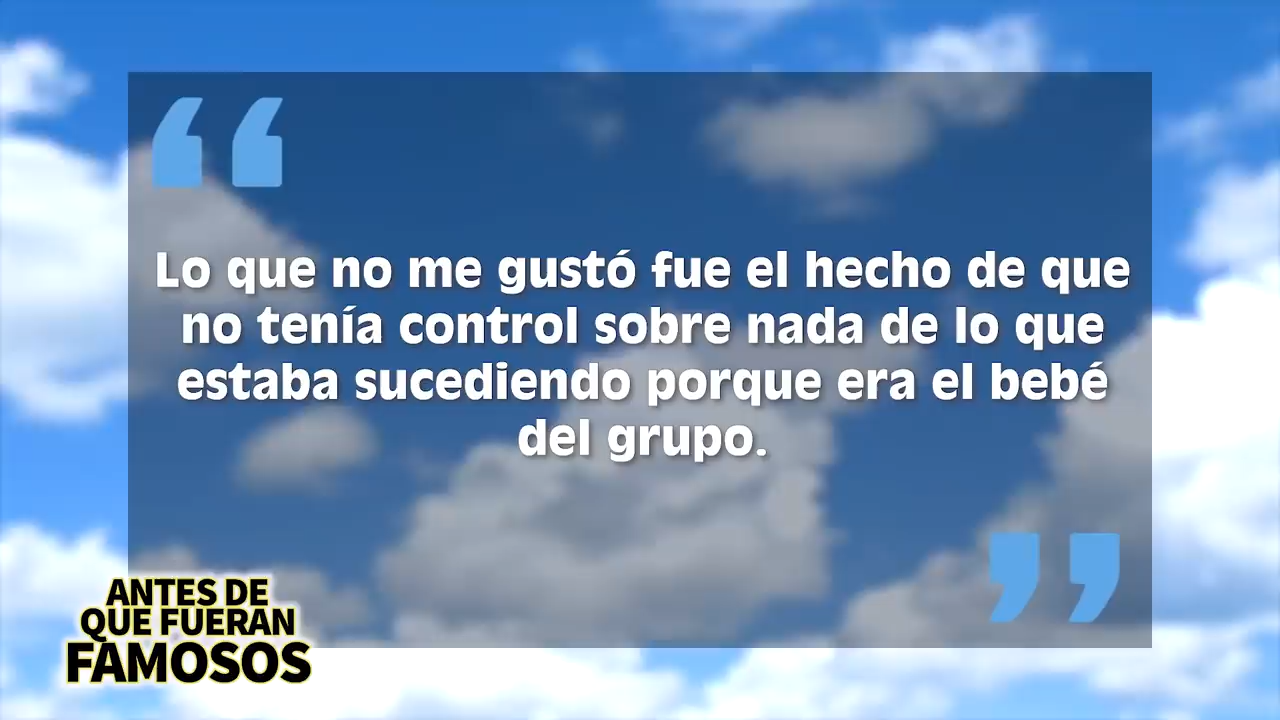 Lo que no me gustó fue el hecho de que
no tenía control sobre nada de lo que
estaba sucediendo porque era el bebé
del grupo.
ANTES DE
QUE FUERAN
FAMOSOS